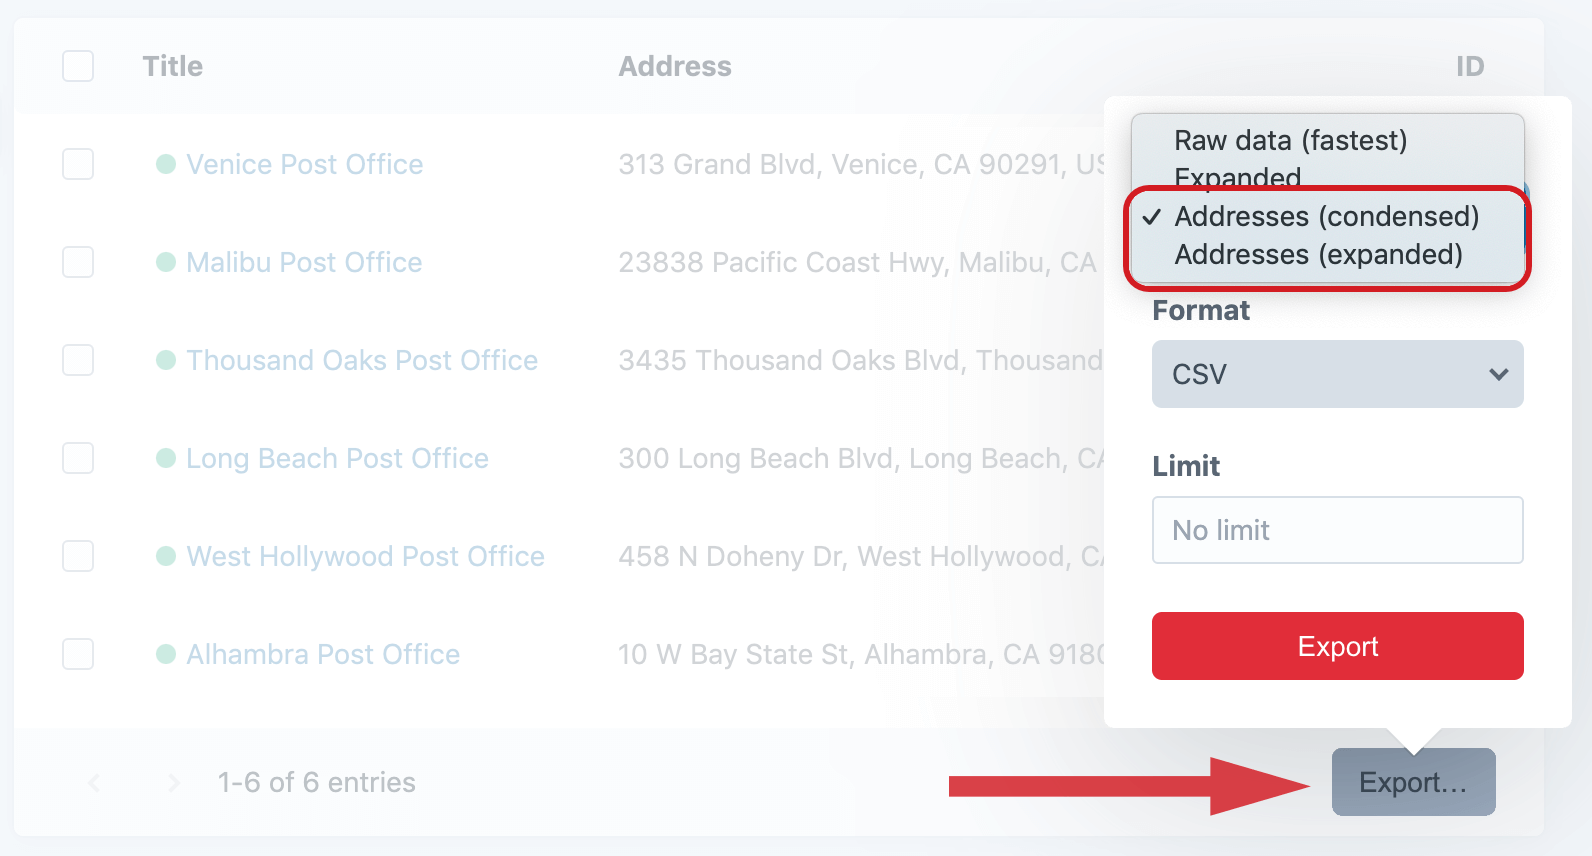 Title Address ID
Venice Post Office 313 Grand Blvd, Venice, CA 90291, US
Malibu Post Office 23838 Pacific Coast Hwy, Malibu, CA
Thousand Oaks Post Office 3435 Thousand Oaks Blvd, Thousand
Long Beach Post Office 300 Long Beach Blvd, Long Beach, CA
West Hollywood Post Office 458 N Doheny Dr, West Hollywood, CA
Alhambra Post Office 10 W Bay State St, Alhambra, CA 9180
1-6 of 6 entries
Raw data (fastest)
Expanded
Addresses (condensed)
Addresses (expanded)
Format
CSV
Limit
No limit
Export
Export...